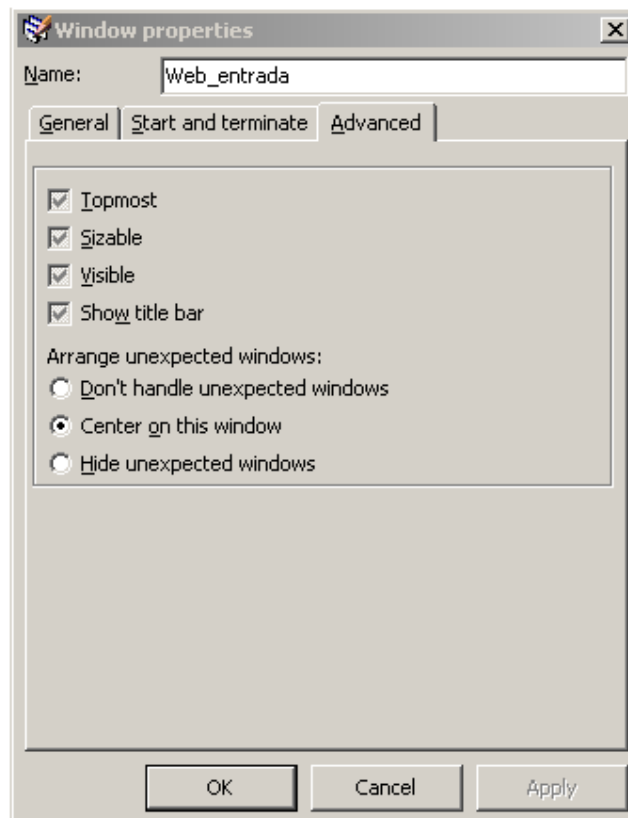 Window properties
Name: Web_entrada
General Start and terminate Advanced
Topmost
Sizable
Visible
Show title bar
Arrange unexpected windows:
Don't handle unexpected windows
Center on this window
Hide unexpected windows
OK Cancel Apply